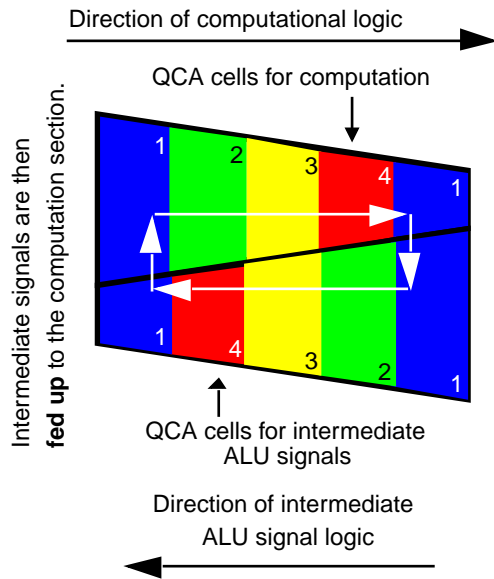 Direction of computational logic
QCA cells for computation
Intermediate signals are then
fed up to the computation section.
1
2
3
4
1
1
4
3
2
1
QCA cells for intermediate
ALU signals
Direction of intermediate
ALU signal logic